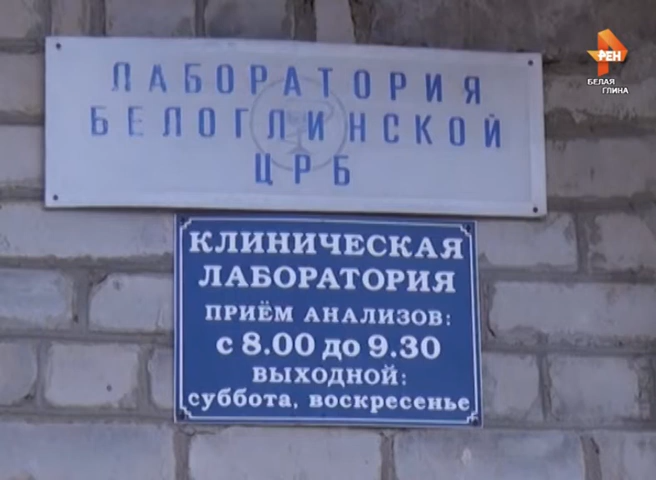 ЛАБОРАТОРИЯ
БЕЛОГЛИНСКОЙ
ЦРБ
РЕН
БЕЛАЯ
ГЛИНА
КЛИНИЧЕСКАЯ
ЛАБОРАТОРИЯ
ПРИЁМ АНАЛИЗОВ:
с 8.00 до 9.30
ВЫХОДНОЙ:
суббота, воскресенье